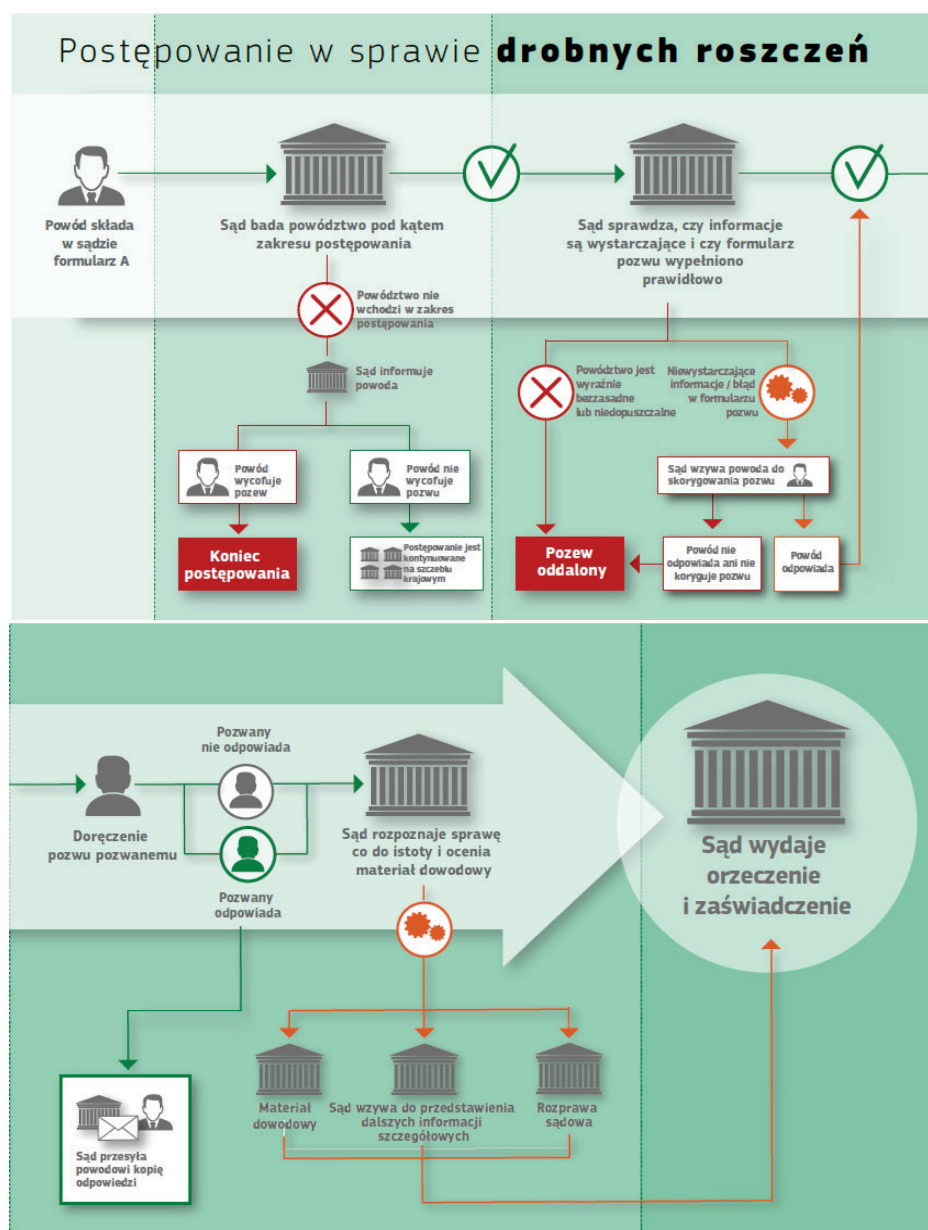 Postępowanie w sprawie drobnych roszczeń
Powód składa
w sądzie
formularz A
Sąd bada powództwo pod kątem
zakresu postępowania
Sąd sprawdza, czy informacje
są wystarczające i czy formularz
pozwu wypełniono
prawidłowo
Powództwo nie
wchodzi w zakres
postępowania
Sąd informuje
powoda
Powód
wycofuje
pozew
Powód nie
wycofuje
pozwu
Koniec
postępowania
Postępowanie jest
kontynuowane
na szczeblu
krajowym
Powództwo jest
wyraźnie
bezzasadne
lub niedopuszczalne
Niewystarczające
informacje / błąd
w formularzu
pozwu
Sąd wzywa powoda do
skorygowania pozwu
Pozew
oddalony
Powód nie
odpowiada ani nie
koryguje pozwu
Powód
odpowiada
Doręczenie
pozwu pozwanemu
Pozwany
nie odpowiada
Pozwany
odpowiada
Sąd rozpoznaje sprawę
co do istoty i ocenia
materiał dowodowy
Sąd wydaje
orzeczenie
i zaświadczenie
Sąd przesyła
powodowi kopię
odpowiedzi
Materiał
dowodowy
Sąd wzywa do przedstawienia
dalszych informacji
szczegółowych
Rozprawa
sądowa